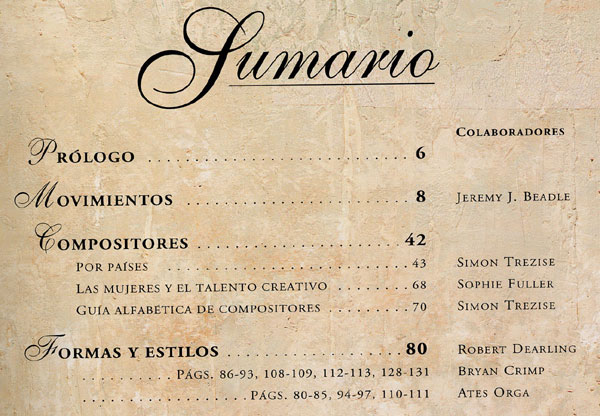 Sumario
COLABORADORES
PRÓLOGO . . . . . . . . . . . . . . . . . . . . . . . . . . 6
MOVIMIENTOS . . . . . . . . . . . . . . . . . . . . . . . 8 JEREMY J. BEADLE
COMPOSITORES . . . . . . . . . . . . . . . . . . . . . 42
POR PAÍSES . . . . . . . . . . . . . . . . . . . . . . . . 43 SIMON TREZISE
LAS MUJERES Y EL TALENTO CREATIVO . . . . . . . . 68 SOPHIE FULLER
GUÍA ALFABÉTICA DE COMPOSITORES . . . . . . . . . 70 SIMON TREZISE
FORMAS Y ESTILOS . . . . . . . . . . . . . . . . . . 80 ROBERT DEARLING
. . . . . . . . . . PÁGS. 86-93, 108-109, 112-113, 128-131 BRYAN CRIMP
. . . . . . . . . . . . . . . . . PÁGS. 80-85, 94-97, 110-111 ATES ORGA